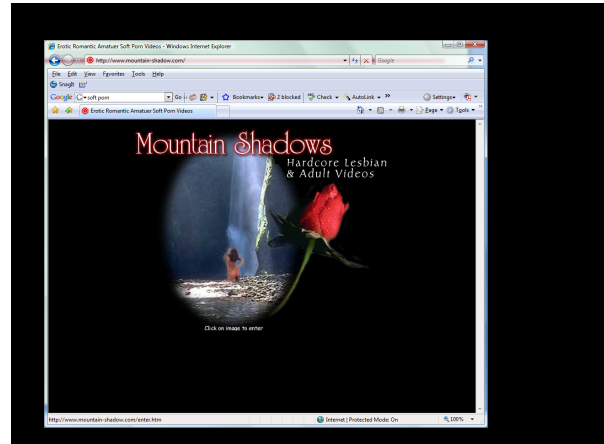 Erotic Romantic Amatuer Soft Porn Videos - Windows Internet Explorer
http://www.mountain-shadow.com/
Google
File Edit View Favorites Tools Help
SnagIt
Google soft porn Go Bookmarks 2 blocked Check AutoLink Settings
Erotic Romantic Amatuer Soft Porn Videos Page Tools
Mountain Shadows
Hardcore Lesbian
& Adult Videos
Click on image to enter
http://www.mountain-shadow.com/enter.htm Internet | Protected Mode: On 100%